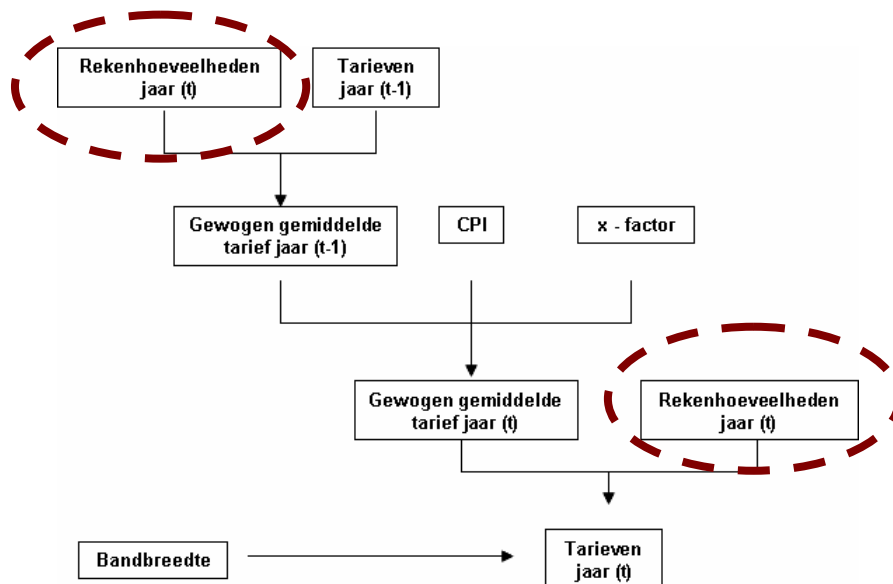 Rekenhoeveelheden
jaar (t)
Tarieven
jaar (t-1)
Gewogen gemiddelde
tarief jaar (t-1)
CPI
x - factor
Gewogen gemiddelde
tarief jaar (t)
Rekenhoeveelheden
jaar (t)
Bandbreedte
Tarieven
jaar (t)